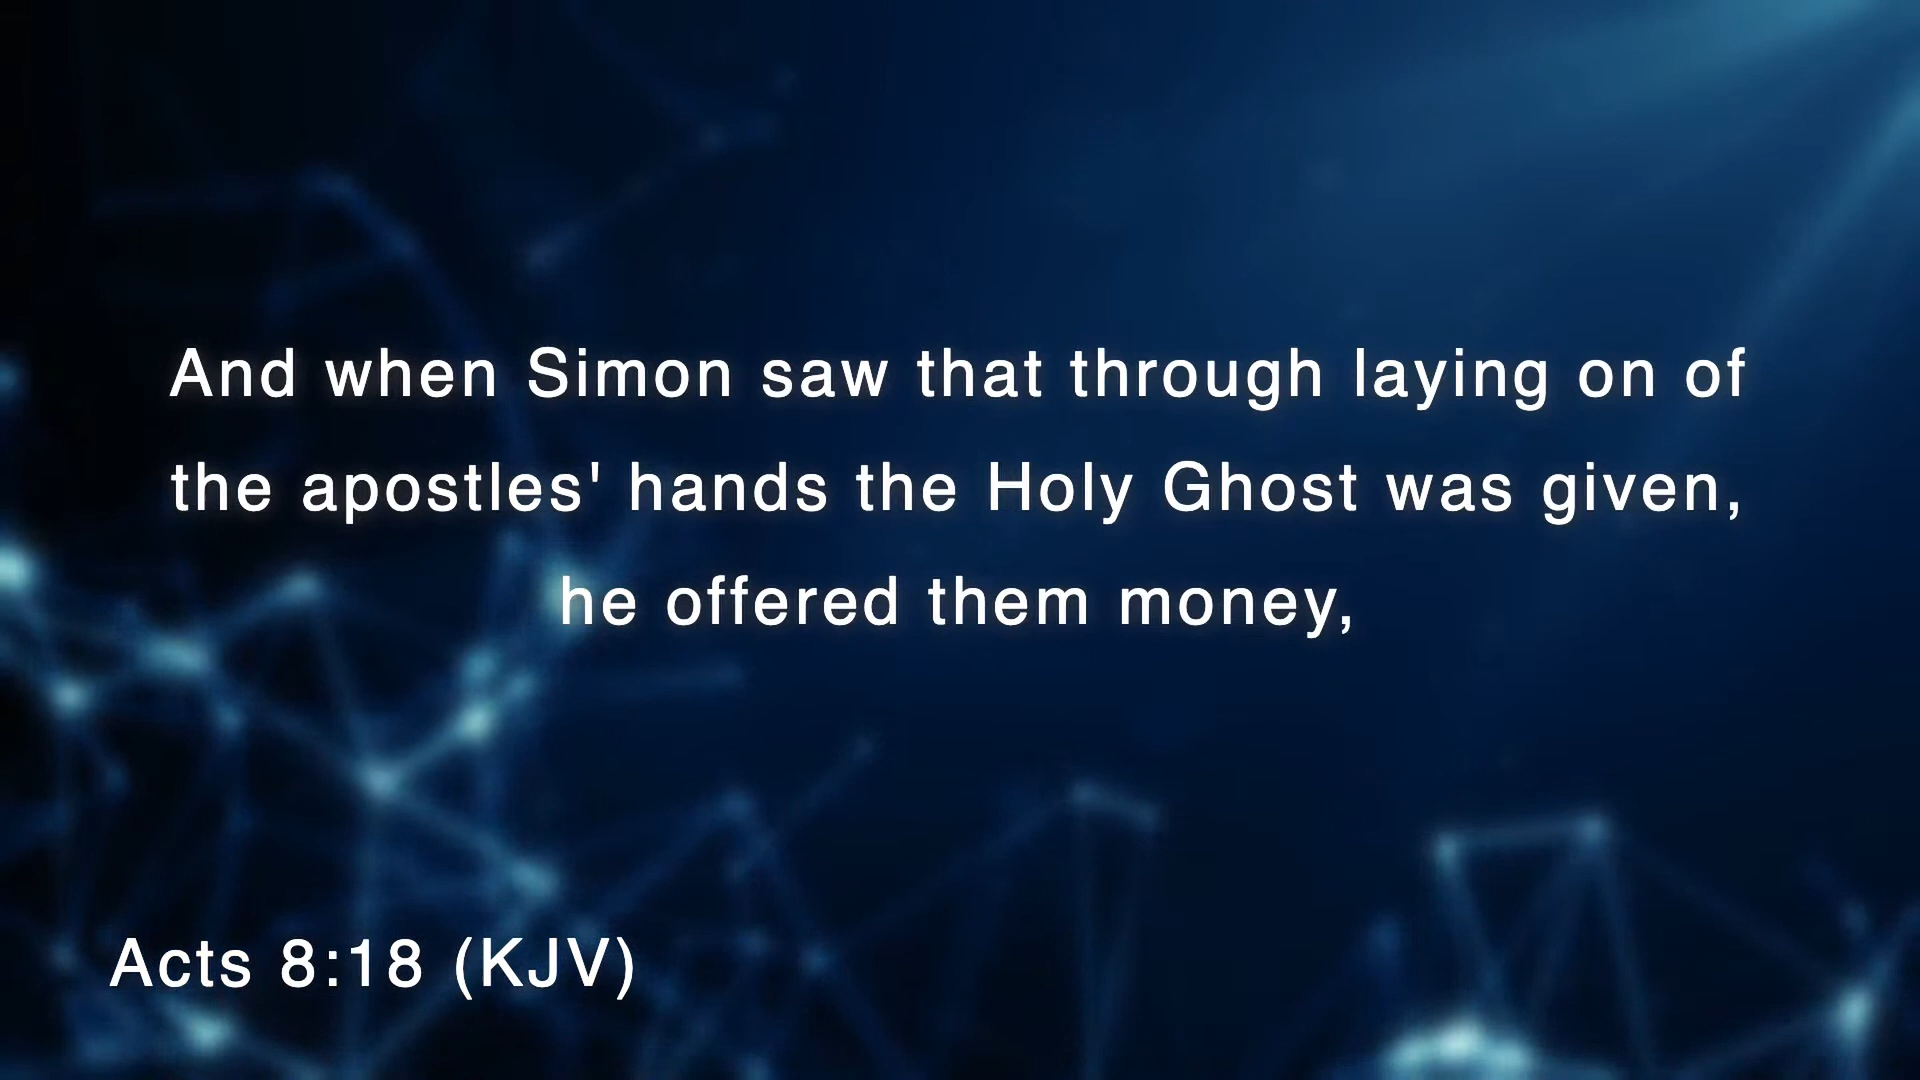 And when Simon saw that through laying on of
the apostles' hands the Holy Ghost was given,
he offered them money,
Acts 8:18 (KJV)